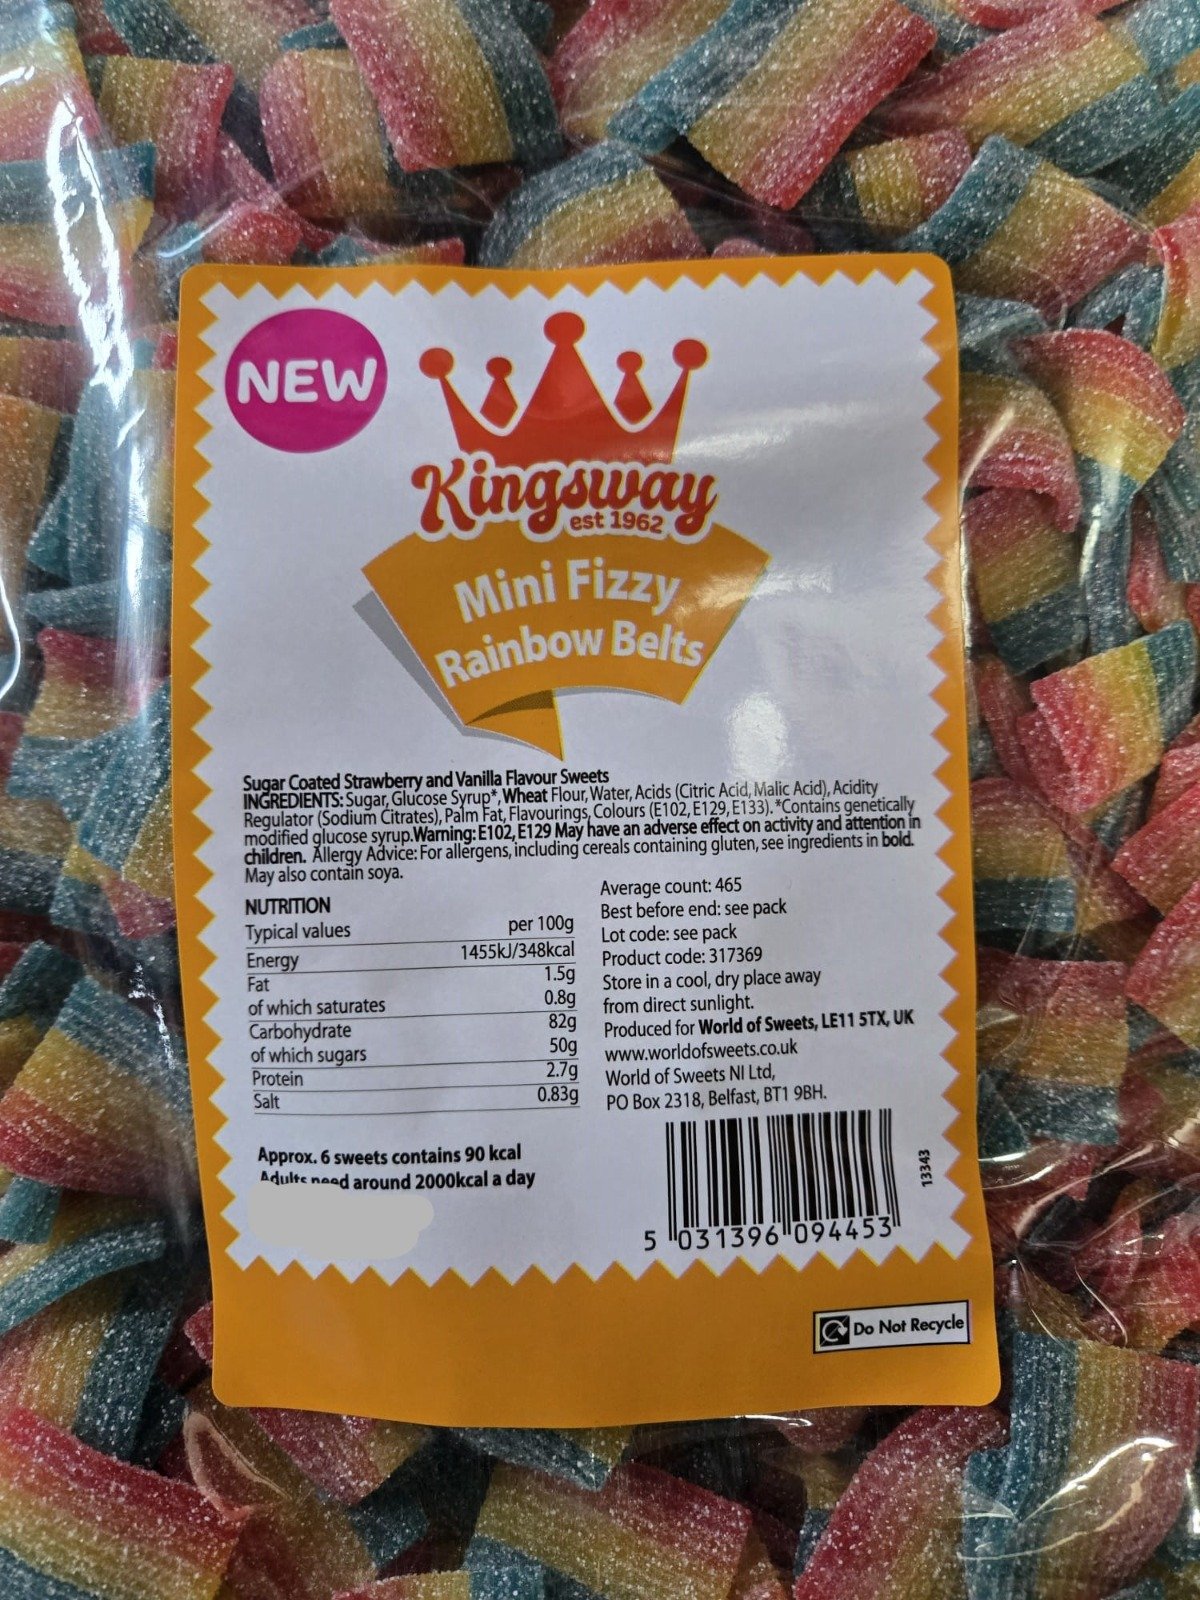 NEW
Kingsway
est 1962
Mini Fizzy
Rainbow Belts
Sugar Coated Strawberry and Vanilla Flavour Sweets
INGREDIENTS: Sugar, Glucose Syrup*, Wheat Flour, Water, Acids (Citric Acid, Malic Acid), Acidity
Regulator (Sodium Citrates), Palm Fat, Flavourings, Colours (E102, E129, E133). *Contains genetically
modified glucose syrup. Warning: E102, E129 May have an adverse effect on activity and attention in
children. Allergy Advice: For allergens, including cereals containing gluten, see ingredients in bold.
May also contain soya.
NUTRITION
Typical values per 100g
Energy 1455kJ/348kcal
Fat 1.5g
of which saturates 0.8g
Carbohydrate 82g
of which sugars 50g
Protein 2.7g
Salt 0.83g
Approx. 6 sweets contains 90 kcal
Adults need around 2000kcal a day
Average count: 465
Best before end: see pack
Lot code: see pack
Product code: 317369
Store in a cool, dry place away
from direct sunlight.
Produced for World of Sweets, LE11 5TX, UK
www.worldofsweets.co.uk
World of Sweets NI Ltd,
PO Box 2318, Belfast, BT1 9BH.
13343
5 031396 094453
Do Not Recycle